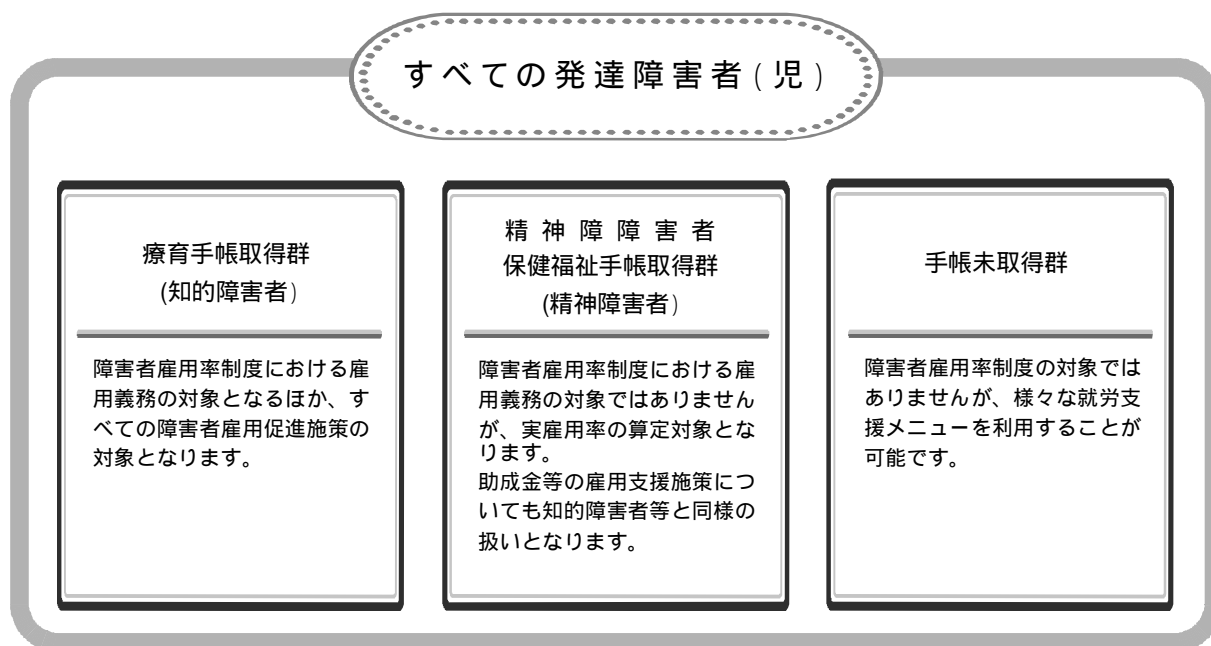 すべての発達障害者(児)
療育手帳取得群
(知的障害者)
障害者雇用率制度における雇
用義務の対象となるほか、す
べての障害者雇用促進施策の
対象となります。
精神障障害者
保健福祉手帳取得群
(精神障害者)
障害者雇用率制度における雇
用義務の対象ではありません
が、実雇用率の算定対象とな
ります。
助成金等の雇用支援施策につ
いても知的障害者等と同様の
扱いとなります。
手帳未取得群
障害者雇用率制度の対象では
ありませんが、様々な就労支
援メニューを利用することが
可能です。